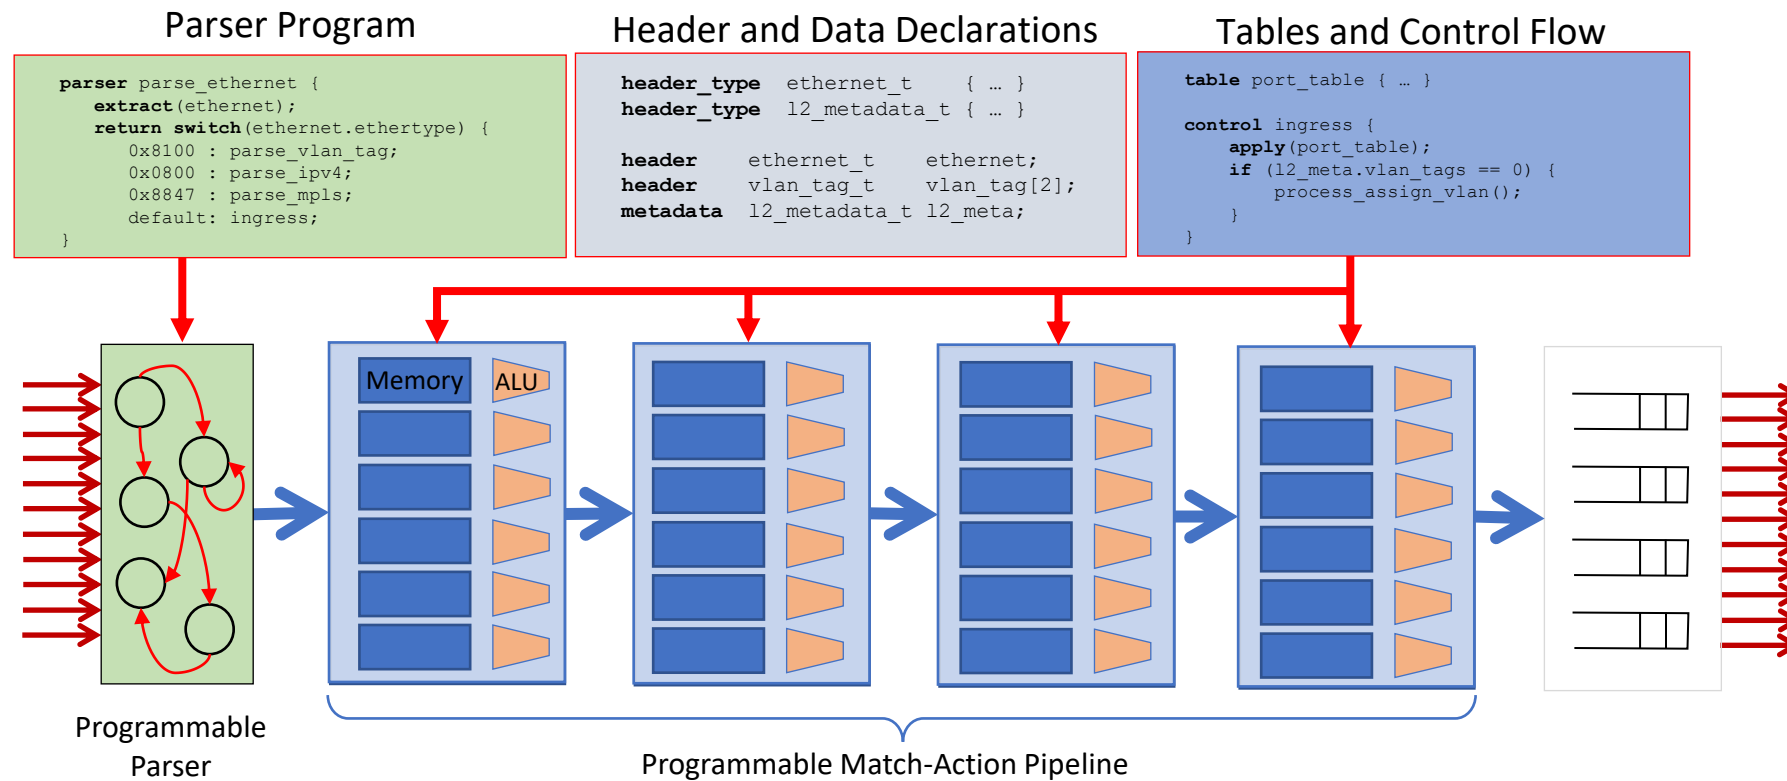 Parser Program
parser parse_ethernet {
extract(ethernet);
return switch(ethernet.ethertype) {
0x8100 : parse_vlan_tag;
0x0800 : parse_ipv4;
0x8847 : parse_mpls;
default: ingress;
}
Header and Data Declarations
header_type ethernet_t { … }
header_type l2_metadata_t { … }
header ethernet_t ethernet;
header vlan_tag_t vlan_tag[2];
metadata l2_metadata_t l2_meta;
Tables and Control Flow
table port_table { … }
control ingress {
apply(port_table);
if (l2_meta.vlan_tags == 0) {
process_assign_vlan();
}
}
Memory
ALU
Programmable
Parser
Programmable Match-Action Pipeline